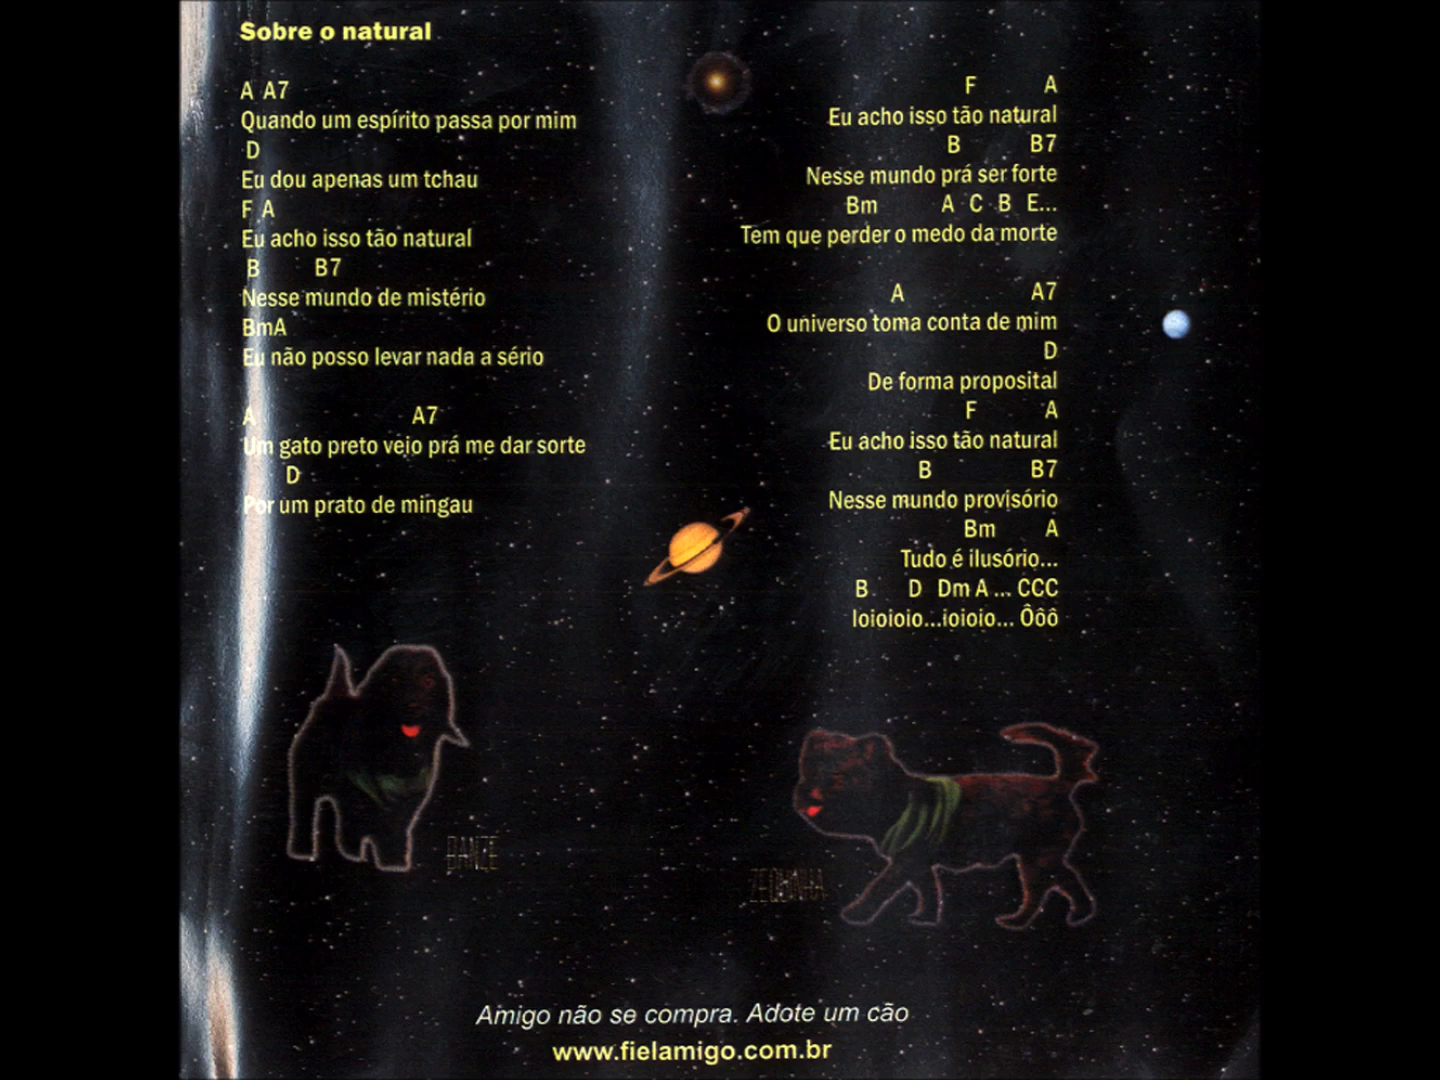 Sobre o natural
A A7
Quando um espírito passa por mim
D
Eu dou apenas um tchau
F A
Eu acho isso tão natural
B B7
Nesse mundo de mistério
BmA
Eu não posso levar nada a sério
A A7
Um gato preto veio prá me dar sorte
D
Por um prato de mingau
F A
Eu acho isso tão natural
B B7
Nesse mundo prá ser forte
Bm A C B E...
Tem que perder o medo da morte
A A7
O universo toma conta de mim
D
De forma proposital
F A
Eu acho isso tão natural
B B7
Nesse mundo provisório
Bm A
Tudo é ilusório...
B D Dm A ... CCC
Ioioioio...ioioio... Ôôô
Amigo não se compra. Adote um cão
www.fielamigo.com.br